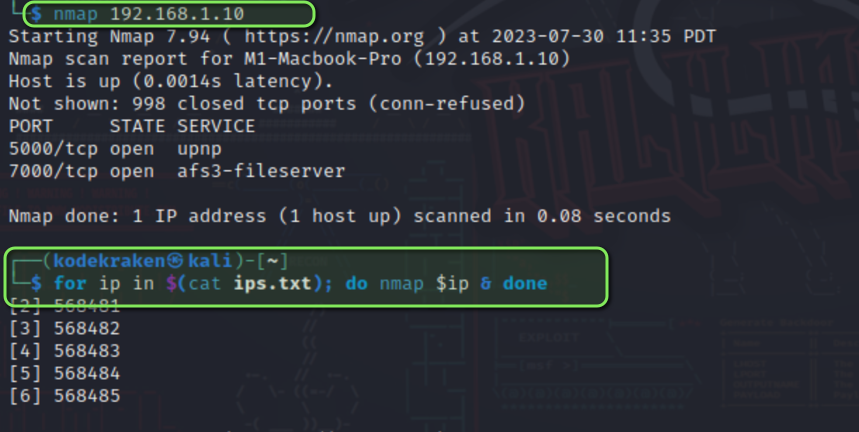 └─$ nmap 192.168.1.10
Starting Nmap 7.94 ( https://nmap.org ) at 2023-07-30 11:35 PDT
Nmap scan report for M1-Macbook-Pro (192.168.1.10)
Host is up (0.0014s latency).
Not shown: 998 closed tcp ports (conn-refused)
PORT     STATE SERVICE
5000/tcp open  upnp
7000/tcp open  afs3-fileserver
Nmap done: 1 IP address (1 host up) scanned in 0.08 seconds
┌──(kodekraken㉿kali)-[~]
└─$ for ip in $(cat ips.txt); do nmap $ip & done
[2] 568481
[3] 568482
[4] 568483
[5] 568484
[6] 568485
KALI LINUX
EXPLOIT